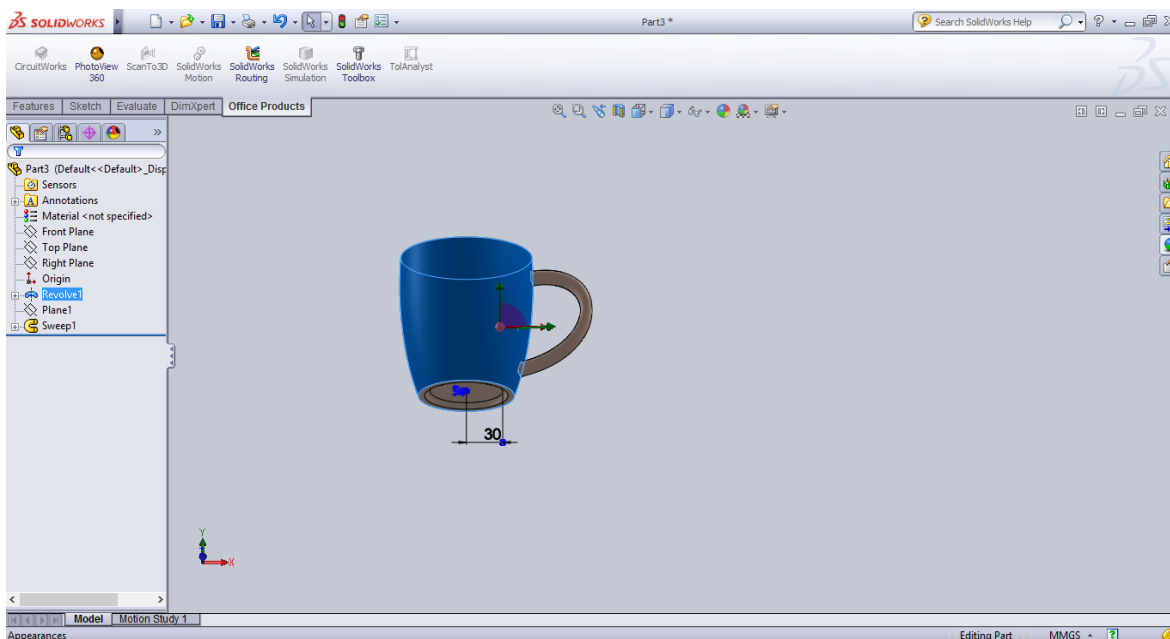 SOLIDWORKS
Part3 *
Search SolidWorks Help
CircuitWorks PhotoView 360 ScanTo3D SolidWorks Motion SolidWorks Routing SolidWorks Simulation SolidWorks Toolbox TolAnalyst
Features Sketch Evaluate DimXpert Office Products
Part3 (Default<<Default>_Disp
Sensors
Annotations
Material <not specified>
Front Plane
Top Plane
Right Plane
Origin
Revolve1
Plane1
Sweep1
30
Y
X
Model Motion Study 1
Appearances
Editing Part MMGS